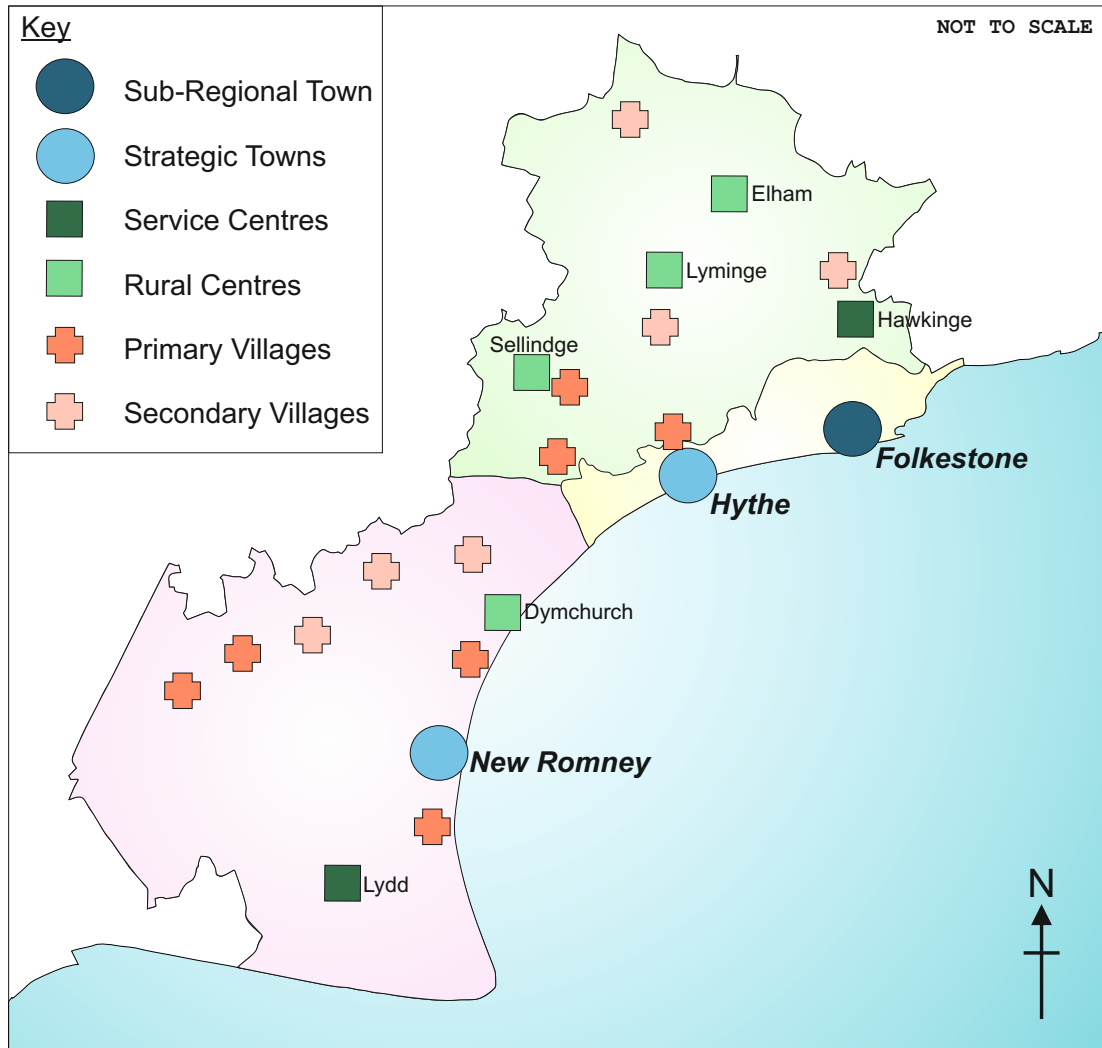 Key
NOT TO SCALE
Sub-Regional Town
Strategic Towns
Service Centres
Rural Centres
Primary Villages
Secondary Villages
Elham
Lyminge
Hawkinge
Sellindge
Folkestone
Hythe
Dymchurch
New Romney
Lydd
N